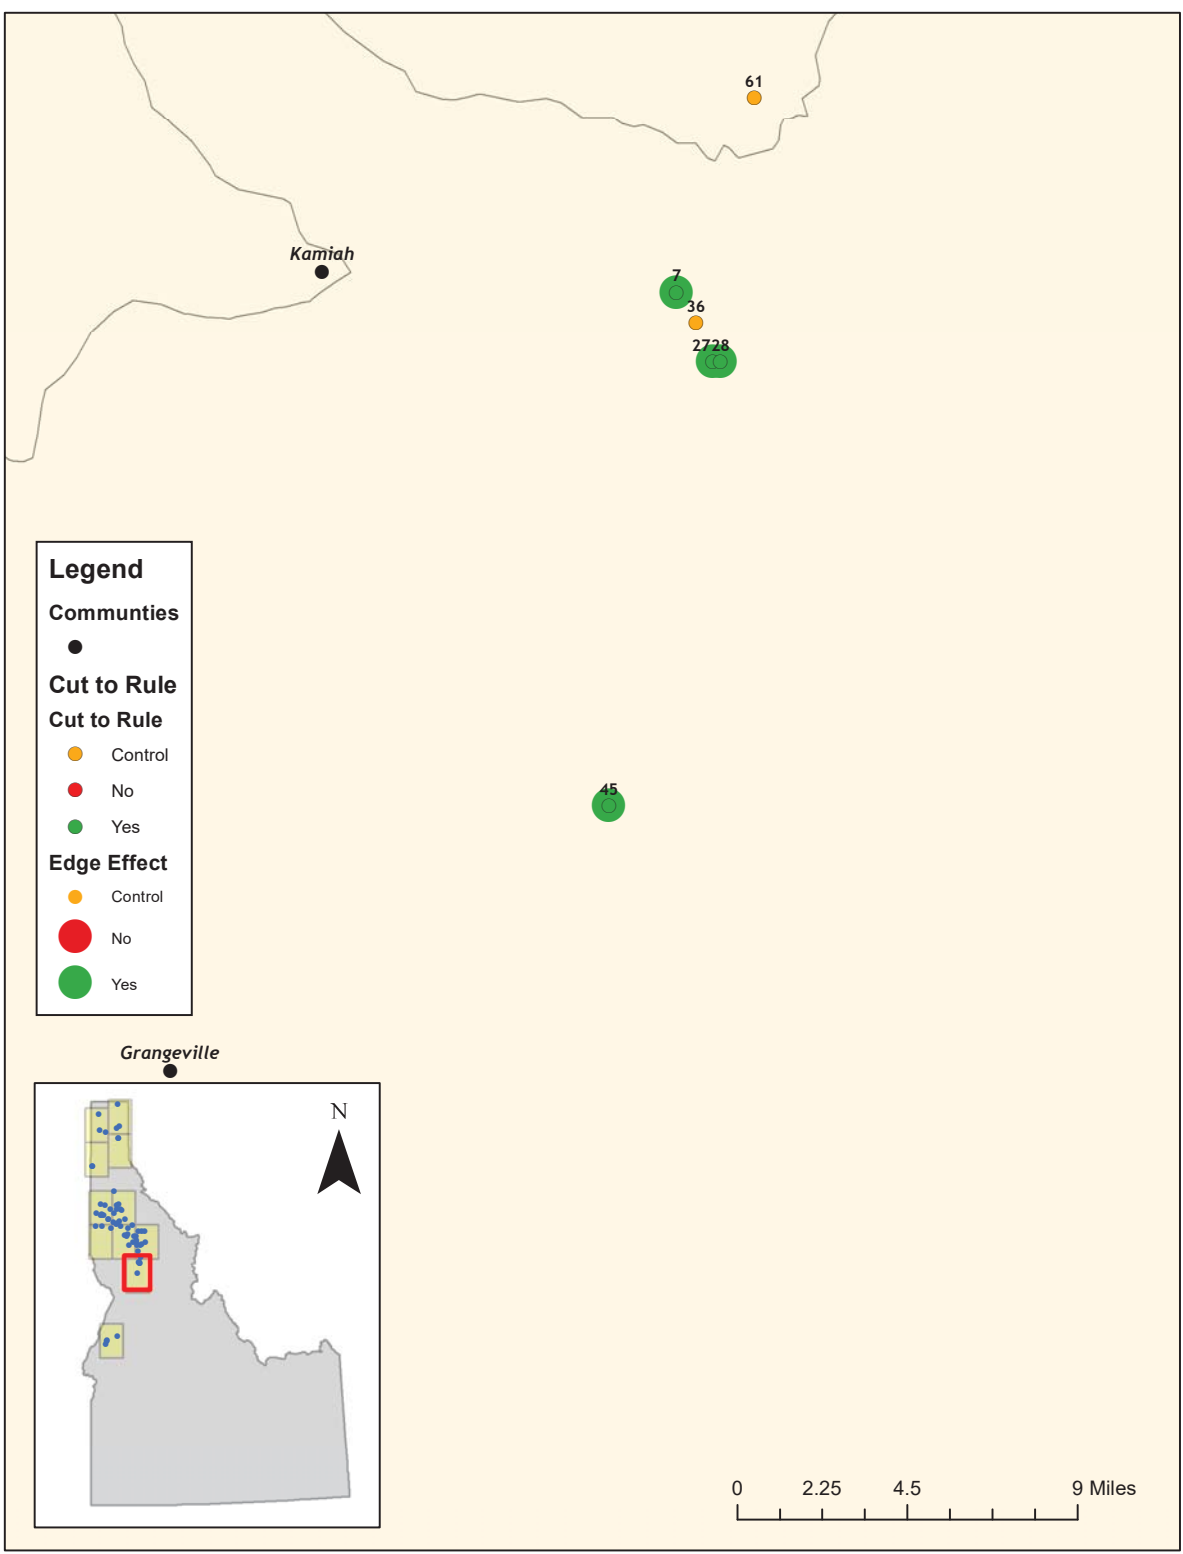 61
Kamiah
7
36
2728
45
Legend
Communties
Cut to Rule
Cut to Rule
Control
No
Yes
Edge Effect
Control
No
Yes
Grangeville
N
0 2.25 4.5 9 Miles